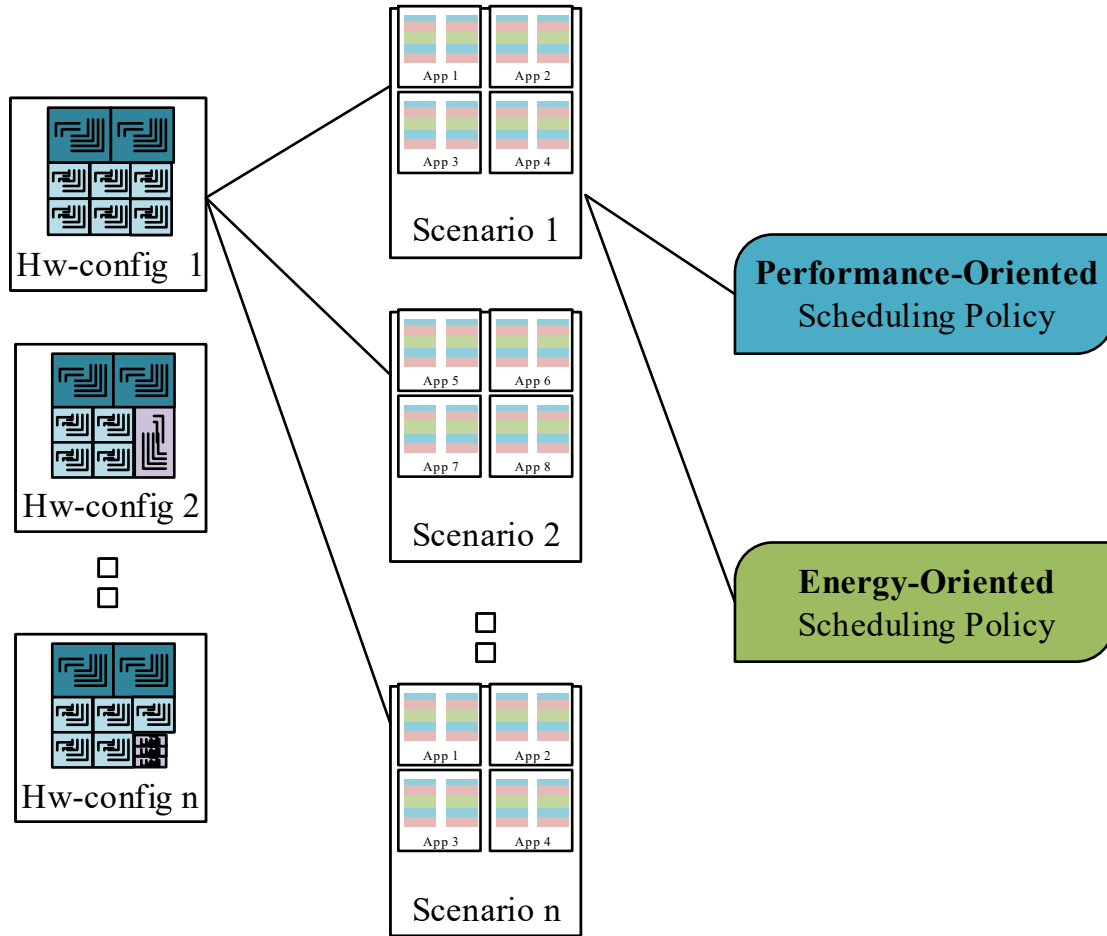 Hw-config 1
Hw-config 2
Hw-config n
App 1 App 2
App 3 App 4
Scenario 1
App 5 App 6
App 7 App 8
Scenario 2
App 1 App 2
App 3 App 4
Scenario n
Performance-Oriented
Scheduling Policy
Energy-Oriented
Scheduling Policy